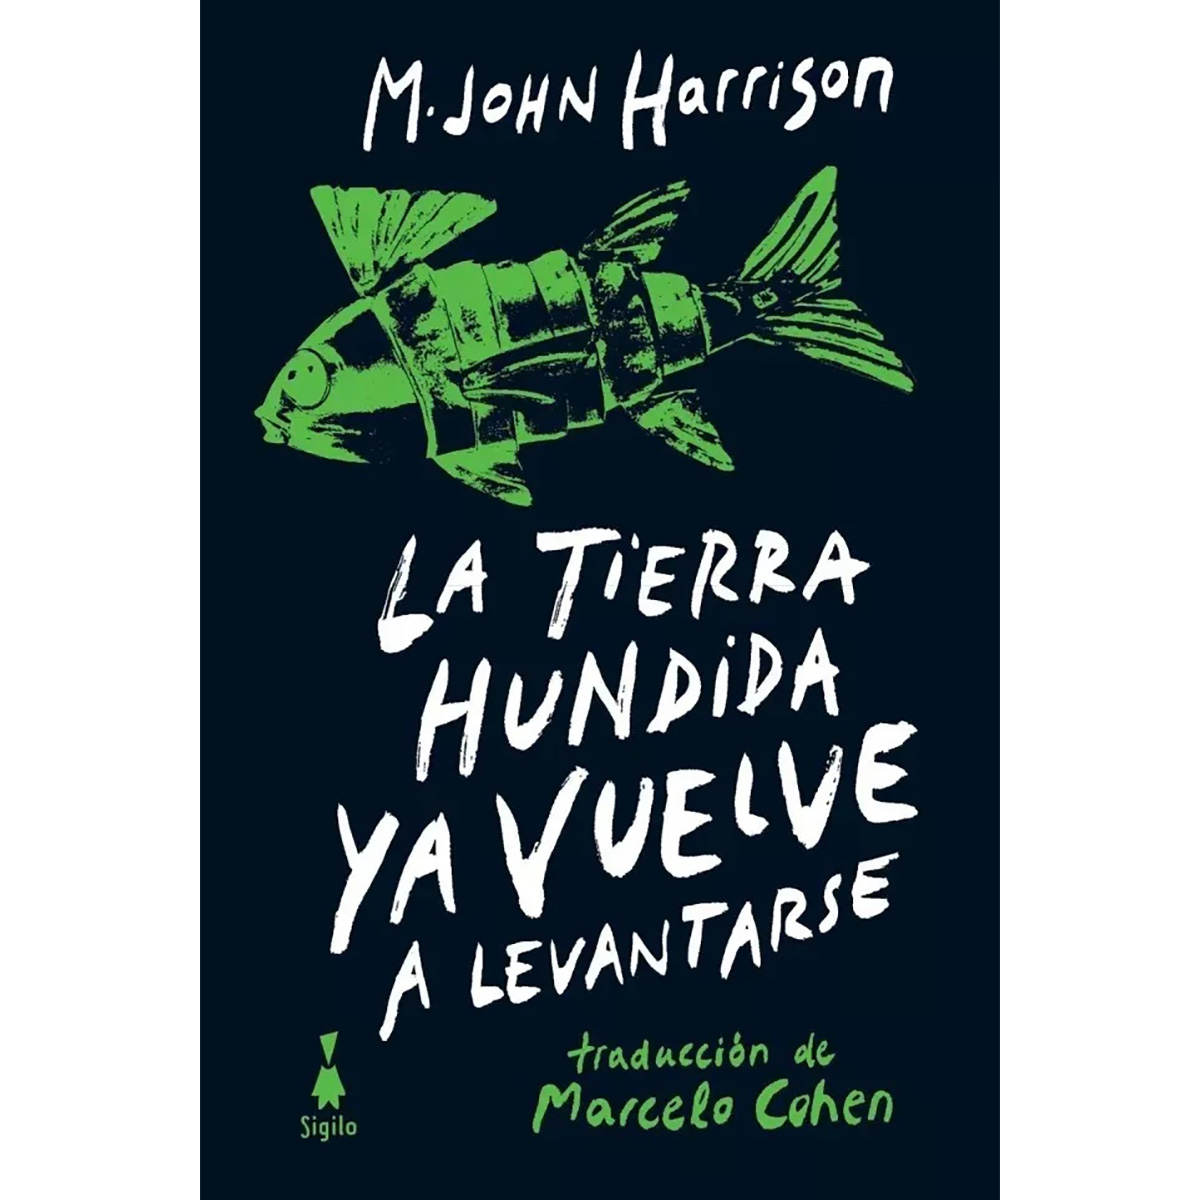 M. JOHN Harrison
LA TiERRA
HUNDiDA
YA VUELVE
A LEVANTARSE
traducción de
Marcelo Cohen
Sigilo